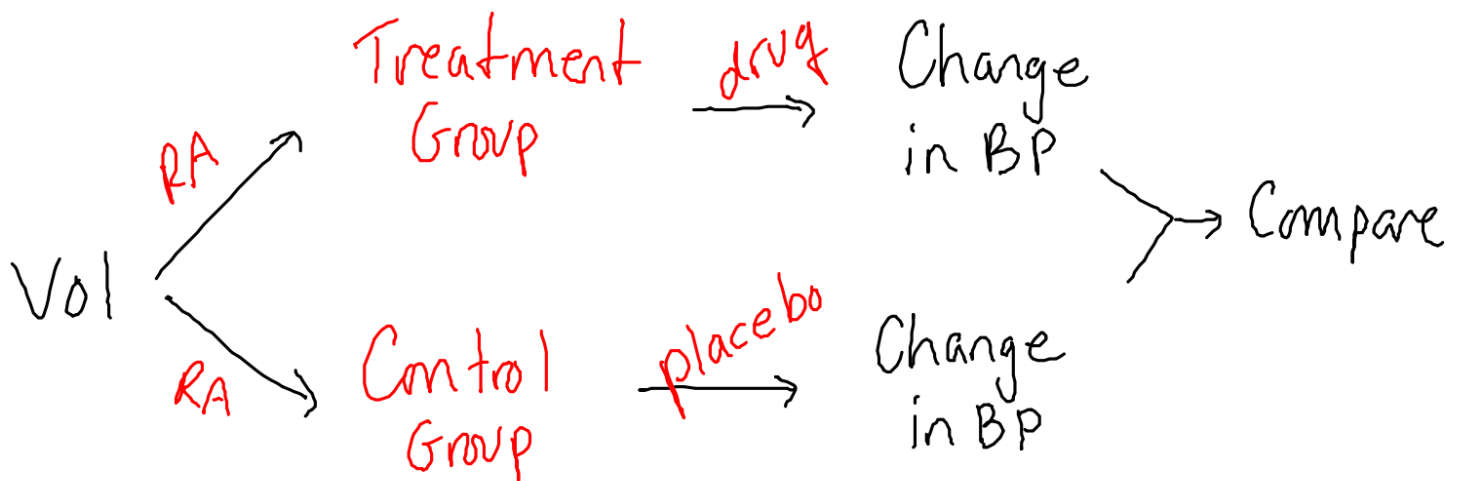 Vol
RA
Treatment
Group
drug
Change
in BP
RA
Control
Group
placebo
Change
in BP
Compare